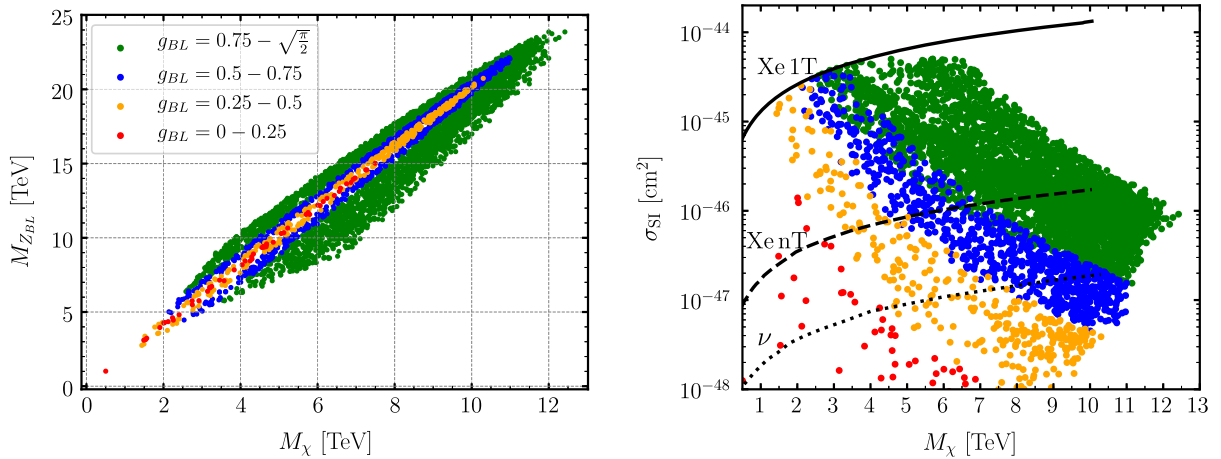 25
20
15
10
5
0
M_{Z_{BL}} [TeV]
g_{BL} = 0.75 − \sqrt{\frac{π}{2}}
g_{BL} = 0.5 − 0.75
g_{BL} = 0.25 − 0.5
g_{BL} = 0 − 0.25
0 2 4 6 8 10 12
M_χ [TeV]
10^{−44}
10^{−45}
10^{−46}
10^{−47}
10^{−48}
σ_{SI} [cm^2]
Xe 1T
Xe nT
ν
1 2 3 4 5 6 7 8 9 10 11 12 13
M_χ [TeV]